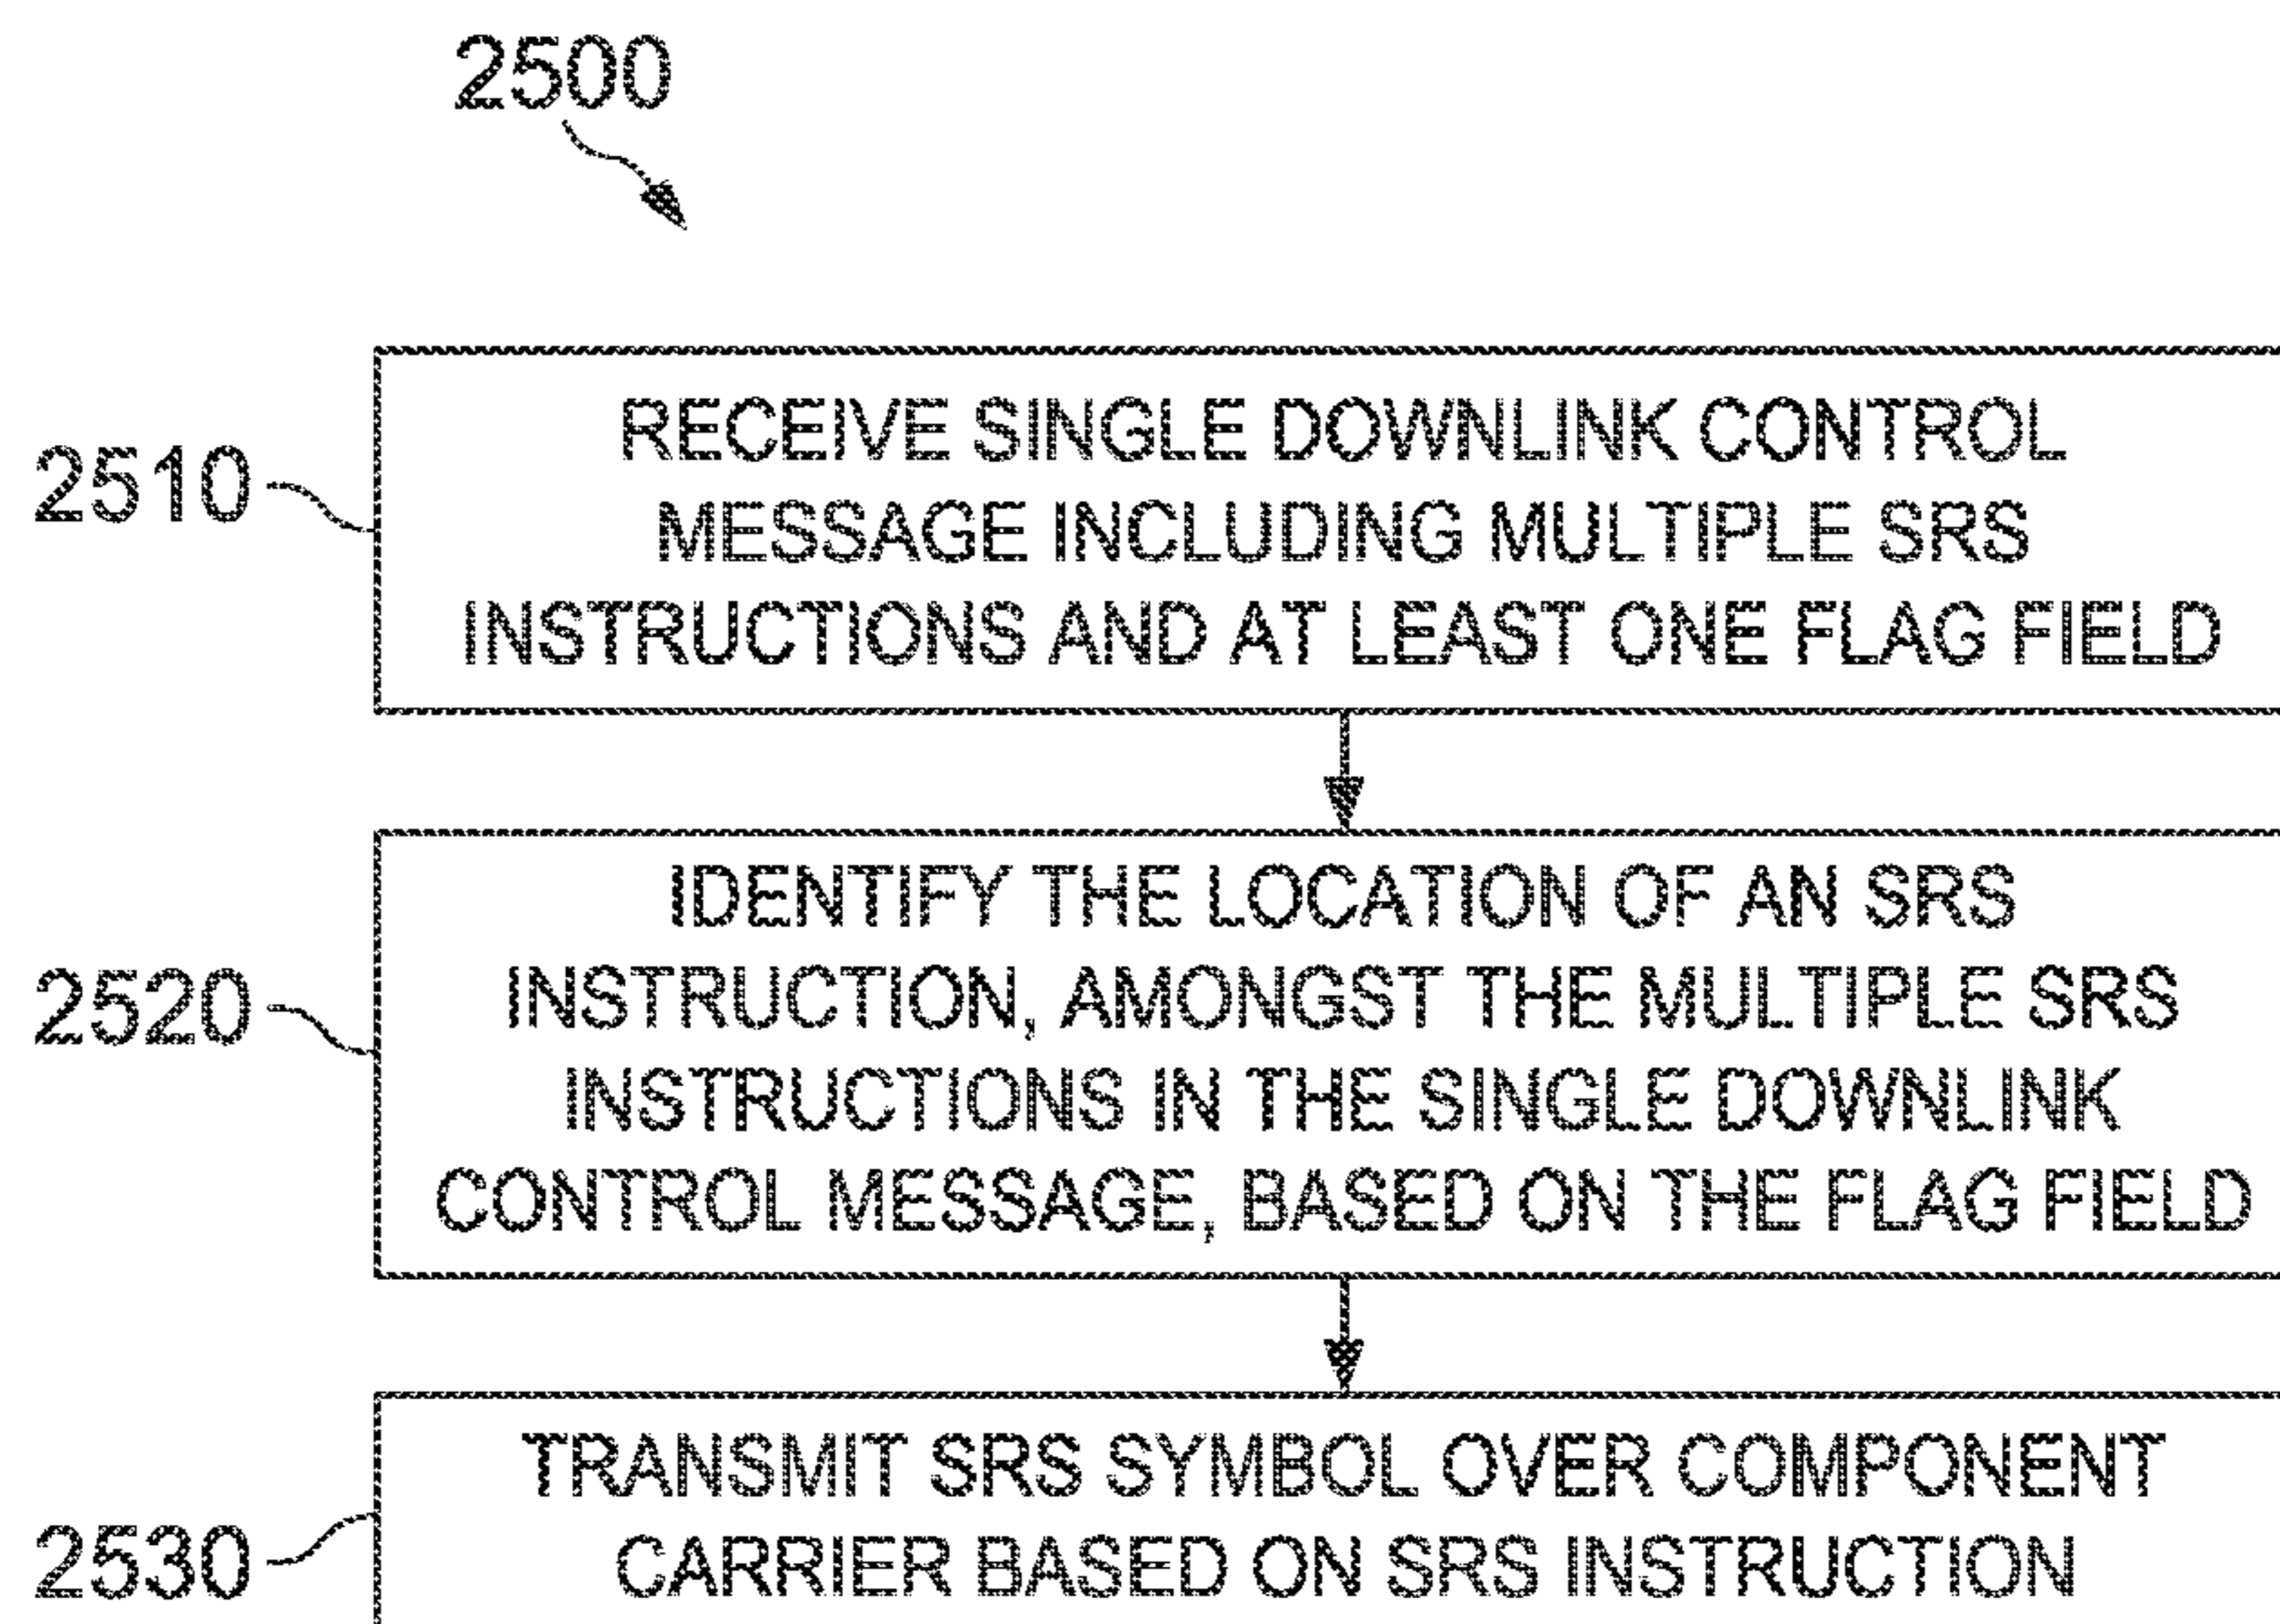 2500
2510
RECEIVE SINGLE DOWNLINK CONTROL
MESSAGE INCLUDING MULTIPLE SRS
INSTRUCTIONS AND AT LEAST ONE FLAG FIELD
2520
IDENTIFY THE LOCATION OF AN SRS
INSTRUCTION, AMONGST THE MULTIPLE SRS
INSTRUCTIONS IN THE SINGLE DOWNLINK
CONTROL MESSAGE, BASED ON THE FLAG FIELD
2530
TRANSMIT SRS SYMBOL OVER COMPONENT
CARRIER BASED ON SRS INSTRUCTION